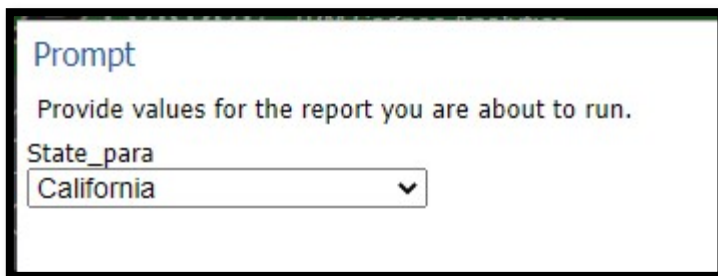 Prompt
Provide values for the report you are about to run.
State_para
California